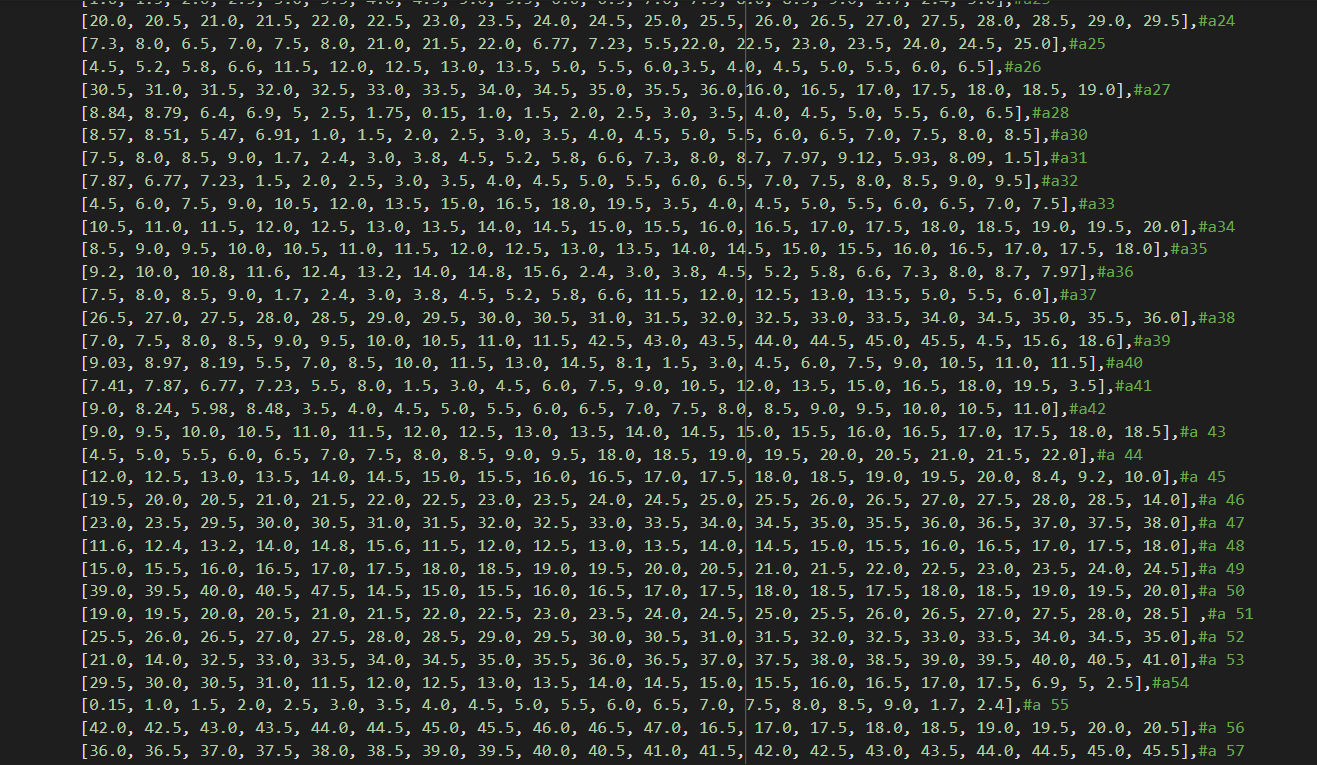 [20.0, 20.5, 21.0, 21.5, 22.0, 22.5, 23.0, 23.5, 24.0, 24.5, 25.0, 25.5, 26.0, 26.5, 27.0, 27.5, 28.0, 28.5, 29.0, 29.5],#a24
[7.3, 8.0, 6.5, 7.0, 7.5, 8.0, 21.0, 21.5, 22.0, 6.77, 7.23, 5.5,22.0, 22.5, 23.0, 23.5, 24.0, 24.5, 25.0],#a25
[4.5, 5.2, 5.8, 6.6, 11.5, 12.0, 12.5, 13.0, 13.5, 5.0, 5.5, 6.0,3.5, 4.0, 4.5, 5.0, 5.5, 6.0, 6.5],#a26
[30.5, 31.0, 31.5, 32.0, 32.5, 33.0, 33.5, 34.0, 34.5, 35.0, 35.5, 36.0,16.0, 16.5, 17.0, 17.5, 18.0, 18.5, 19.0],#a27
[8.84, 8.79, 6.4, 6.9, 5, 2.5, 1.75, 0.15, 1.0, 1.5, 2.0, 2.5, 3.0, 3.5, 4.0, 4.5, 5.0, 5.5, 6.0, 6.5],#a28
[8.57, 8.51, 5.47, 6.91, 1.0, 1.5, 2.0, 2.5, 3.0, 3.5, 4.0, 4.5, 5.0, 5.5, 6.0, 6.5, 7.0, 7.5, 8.0, 8.5],#a30
[7.5, 8.0, 8.5, 9.0, 1.7, 2.4, 3.0, 3.8, 4.5, 5.2, 5.8, 6.6, 7.3, 8.0, 8.7, 7.97, 9.12, 5.93, 8.09, 1.5],#a31
[7.87, 6.77, 7.23, 1.5, 2.0, 2.5, 3.0, 3.5, 4.0, 4.5, 5.0, 5.5, 6.0, 6.5, 7.0, 7.5, 8.0, 8.5, 9.0, 9.5],#a32
[4.5, 6.0, 7.5, 9.0, 10.5, 12.0, 13.5, 15.0, 16.5, 18.0, 19.5, 3.5, 4.0, 4.5, 5.0, 5.5, 6.0, 6.5, 7.0, 7.5],#a33
[10.5, 11.0, 11.5, 12.0, 12.5, 13.0, 13.5, 14.0, 14.5, 15.0, 15.5, 16.0, 16.5, 17.0, 17.5, 18.0, 18.5, 19.0, 19.5, 20.0],#a34
[8.5, 9.0, 9.5, 10.0, 10.5, 11.0, 11.5, 12.0, 12.5, 13.0, 13.5, 14.0, 14.5, 15.0, 15.5, 16.0, 16.5, 17.0, 17.5, 18.0],#a35
[9.2, 10.0, 10.8, 11.6, 12.4, 13.2, 14.0, 14.8, 15.6, 2.4, 3.0, 3.8, 4.5, 5.2, 5.8, 6.6, 7.3, 8.0, 8.7, 7.97],#a36
[7.5, 8.0, 8.5, 9.0, 1.7, 2.4, 3.0, 3.8, 4.5, 5.2, 5.8, 6.6, 11.5, 12.0, 12.5, 13.0, 13.5, 5.0, 5.5, 6.0],#a37
[26.5, 27.0, 27.5, 28.0, 28.5, 29.0, 29.5, 30.0, 30.5, 31.0, 31.5, 32.0, 32.5, 33.0, 33.5, 34.0, 34.5, 35.0, 35.5, 36.0],#a38
[7.0, 7.5, 8.0, 8.5, 9.0, 9.5, 10.0, 10.5, 11.0, 11.5, 42.5, 43.0, 43.5, 44.0, 44.5, 45.0, 45.5, 4.5, 15.6, 18.6],#a39
[9.03, 8.97, 8.19, 5.5, 7.0, 8.5, 10.0, 11.5, 13.0, 14.5, 8.1, 1.5, 3.0, 4.5, 6.0, 7.5, 9.0, 10.5, 11.0, 11.5],#a40
[7.41, 7.87, 6.77, 7.23, 5.5, 8.0, 1.5, 3.0, 4.5, 6.0, 7.5, 9.0, 10.5, 12.0, 13.5, 15.0, 16.5, 18.0, 19.5, 3.5],#a41
[9.0, 8.24, 5.98, 8.48, 3.5, 4.0, 4.5, 5.0, 5.5, 6.0, 6.5, 7.0, 7.5, 8.0, 8.5, 9.0, 9.5, 10.0, 10.5, 11.0],#a42
[9.0, 9.5, 10.0, 10.5, 11.0, 11.5, 12.0, 12.5, 13.0, 13.5, 14.0, 14.5, 15.0, 15.5, 16.0, 16.5, 17.0, 17.5, 18.0, 18.5],#a 43
[4.5, 5.0, 5.5, 6.0, 6.5, 7.0, 7.5, 8.0, 8.5, 9.0, 9.5, 18.0, 18.5, 19.0, 19.5, 20.0, 20.5, 21.0, 21.5, 22.0],#a 44
[12.0, 12.5, 13.0, 13.5, 14.0, 14.5, 15.0, 15.5, 16.0, 16.5, 17.0, 17.5, 18.0, 18.5, 19.0, 19.5, 20.0, 8.4, 9.2, 10.0],#a 45
[19.5, 20.0, 20.5, 21.0, 21.5, 22.0, 22.5, 23.0, 23.5, 24.0, 24.5, 25.0, 25.5, 26.0, 26.5, 27.0, 27.5, 28.0, 28.5, 14.0],#a 46
[23.0, 23.5, 29.5, 30.0, 30.5, 31.0, 31.5, 32.0, 32.5, 33.0, 33.5, 34.0, 34.5, 35.0, 35.5, 36.0, 36.5, 37.0, 37.5, 38.0],#a 47
[11.6, 12.4, 13.2, 14.0, 14.8, 15.6, 11.5, 12.0, 12.5, 13.0, 13.5, 14.0, 14.5, 15.0, 15.5, 16.0, 16.5, 17.0, 17.5, 18.0],#a 48
[15.0, 15.5, 16.0, 16.5, 17.0, 17.5, 18.0, 18.5, 19.0, 19.5, 20.0, 20.5, 21.0, 21.5, 22.0, 22.5, 23.0, 23.5, 24.0, 24.5],#a 49
[39.0, 39.5, 40.0, 40.5, 47.5, 14.5, 15.0, 15.5, 16.0, 16.5, 17.0, 17.5, 18.0, 18.5, 17.5, 18.0, 18.5, 19.0, 19.5, 20.0],#a 50
[19.0, 19.5, 20.0, 20.5, 21.0, 21.5, 22.0, 22.5, 23.0, 23.5, 24.0, 24.5, 25.0, 25.5, 26.0, 26.5, 27.0, 27.5, 28.0, 28.5] ,#a 51
[25.5, 26.0, 26.5, 27.0, 27.5, 28.0, 28.5, 29.0, 29.5, 30.0, 30.5, 31.0, 31.5, 32.0, 32.5, 33.0, 33.5, 34.0, 34.5, 35.0],#a 52
[21.0, 14.0, 32.5, 33.0, 33.5, 34.0, 34.5, 35.0, 35.5, 36.0, 36.5, 37.0, 37.5, 38.0, 38.5, 39.0, 39.5, 40.0, 40.5, 41.0],#a 53
[29.5, 30.0, 30.5, 31.0, 11.5, 12.0, 12.5, 13.0, 13.5, 14.0, 14.5, 15.0, 15.5, 16.0, 16.5, 17.0, 17.5, 6.9, 5, 2.5],#a54
[0.15, 1.0, 1.5, 2.0, 2.5, 3.0, 3.5, 4.0, 4.5, 5.0, 5.5, 6.0, 6.5, 7.0, 7.5, 8.0, 8.5, 9.0, 1.7, 2.4],#a 55
[42.0, 42.5, 43.0, 43.5, 44.0, 44.5, 45.0, 45.5, 46.0, 46.5, 47.0, 16.5, 17.0, 17.5, 18.0, 18.5, 19.0, 19.5, 20.0, 20.5],#a 56
[36.0, 36.5, 37.0, 37.5, 38.0, 38.5, 39.0, 39.5, 40.0, 40.5, 41.0, 41.5, 42.0, 42.5, 43.0, 43.5, 44.0, 44.5, 45.0, 45.5],#a 57